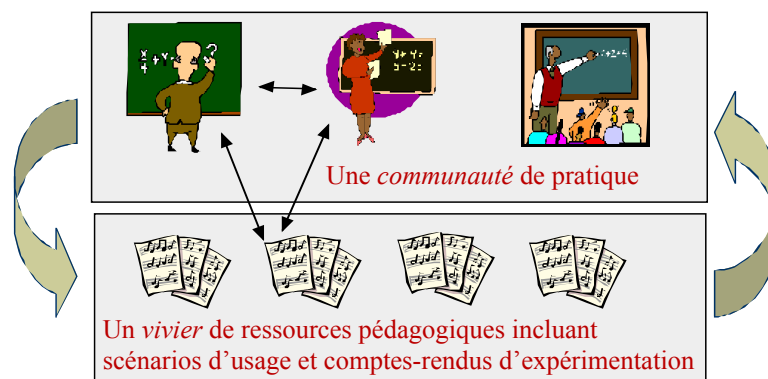 Une communauté de pratique
Un vivier de ressources pédagogiques incluant
scénarios d’usage et comptes-rendus d’expérimentation